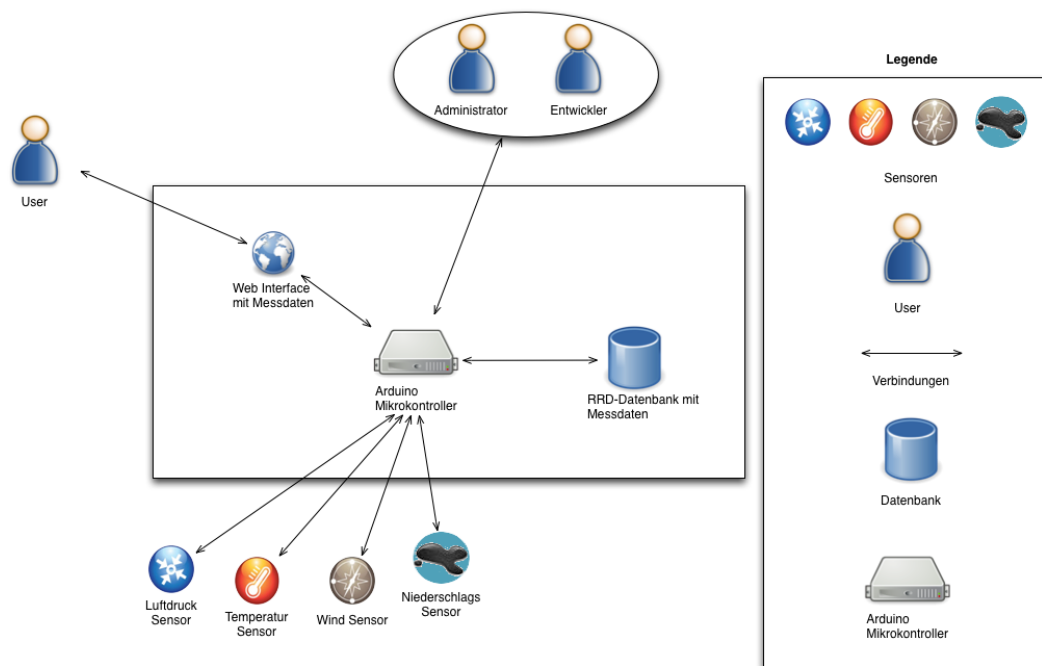 Administrator
Entwickler
User
Web Interface
mit Messdaten
Arduino
Mikrokontroller
RRD-Datenbank mit
Messdaten
Luftdruck
Sensor
Temperatur
Sensor
Wind Sensor
Niederschlags
Sensor
Legende
Sensoren
User
Verbindungen
Datenbank
Arduino
Mikrokontroller